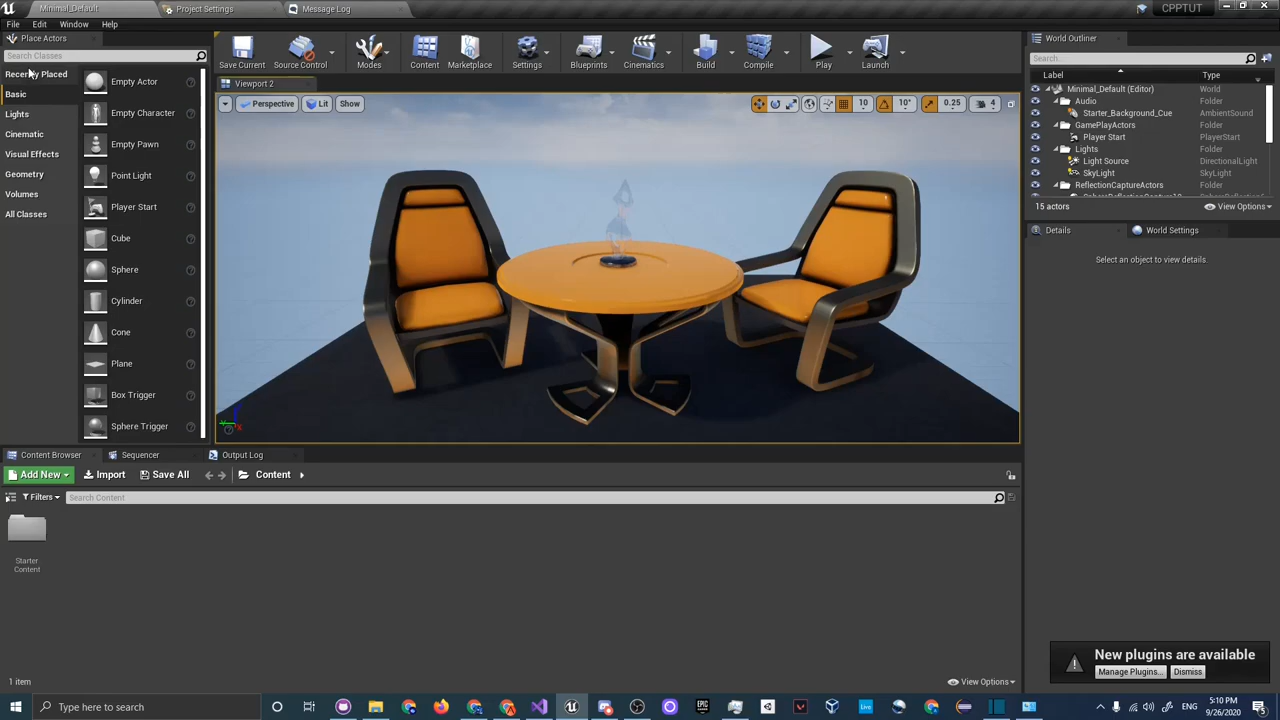 Minimal_Default
Project Settings
Message Log
CPPTUT
File Edit Window Help
Place Actors
Search Classes
Recently Placed
Basic
Lights
Cinematic
Visual Effects
Geometry
Volumes
All Classes
Empty Actor
Empty Character
Empty Pawn
Point Light
Player Start
Cube
Sphere
Cylinder
Cone
Plane
Box Trigger
Sphere Trigger
Save Current
Source Control
Modes
Content
Marketplace
Settings
Blueprints
Cinematics
Build
Compile
Play
Launch
Viewport 2
Perspective Lit Show
10 10° 0.25 4
World Outliner
Search...
Label Type
Minimal_Default (Editor) World
Audio Folder
Starter_Background_Cue AmbientSound
GamePlayActors Folder
Player Start PlayerStart
Lights Folder
Light Source DirectionalLight
SkyLight SkyLight
ReflectionCaptureActors Folder
15 actors View Options
Details World Settings
Select an object to view details
Content Browser Sequencer Output Log
Add New Import Save All Content
Filters Search Content
Starter
Content
1 item View Options
New plugins are available
Manage Plugins... Dismiss
Type here to search
5:10 PM
9/26/2020